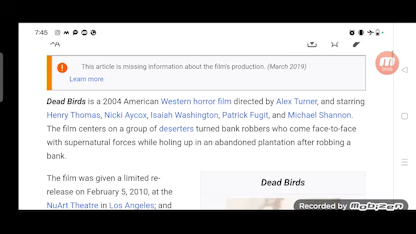 7:45
This article is missing information about the film's production. (March 2019)
Learn more
Dead Birds is a 2004 American Western horror film directed by Alex Turner, and starring
Henry Thomas, Nicki Aycox, Isaiah Washington, Patrick Fugit, and Michael Shannon.
The film centers on a group of deserters turned bank robbers who come face-to-face
with supernatural forces while holing up in an abandoned plantation after robbing a
bank.
The film was given a limited re-
release on February 5, 2010, at the
NuArt Theatre in Los Angeles; and
Dead Birds
Recorded by Mobizen